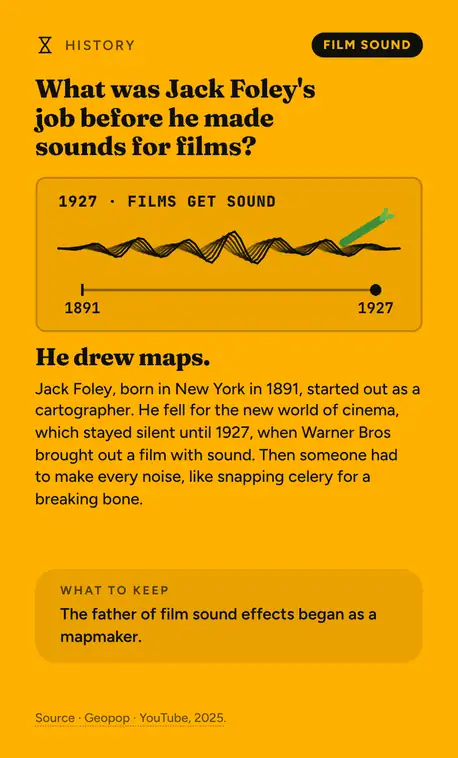 HISTORY
FILM SOUND
What was Jack Foley's
job before he made
sounds for films?
1927 · FILMS GET SOUND
1891
1927
He drew maps.
Jack Foley, born in New York in 1891, started out as a
cartographer. He fell for the new world of cinema,
which stayed silent until 1927, when Warner Bros
brought out a film with sound. Then someone had
to make every noise, like snapping celery for a
breaking bone.
WHAT TO KEEP
The father of film sound effects began as a
mapmaker.
Source · Geopop · YouTube, 2025.